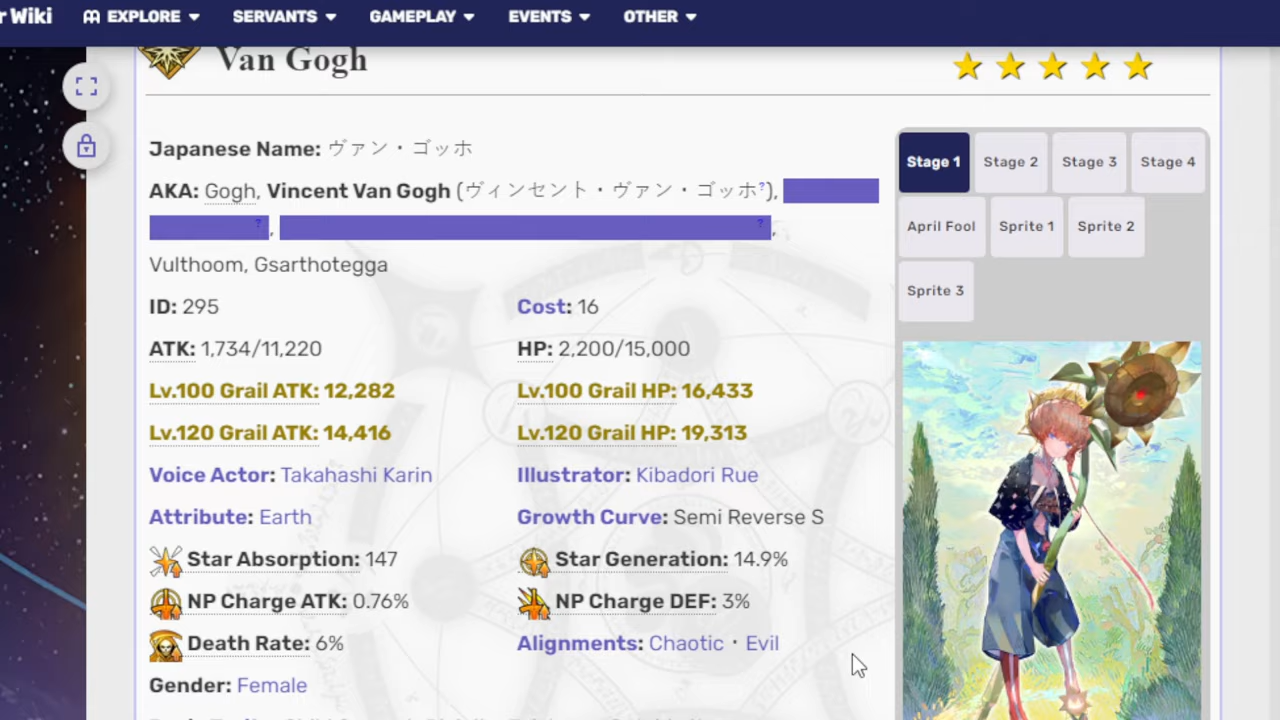 r Wiki EXPLORE SERVANTS GAMEPLAY EVENTS OTHER
Van Gogh
Japanese Name: ヴァン・ゴッホ
AKA: Gogh, Vincent Van Gogh (ヴィンセント・ヴァン・ゴッホ?),
? , ? ,
Vulthoom, Gsarthotegga
ID: 295
Cost: 16
ATK: 1,734/11,220
HP: 2,200/15,000
Lv.100 Grail ATK: 12,282
Lv.100 Grail HP: 16,433
Lv.120 Grail ATK: 14,416
Lv.120 Grail HP: 19,313
Voice Actor: Takahashi Karin
Illustrator: Kibadori Rue
Attribute: Earth
Growth Curve: Semi Reverse S
Star Absorption: 147
Star Generation: 14.9%
NP Charge ATK: 0.76%
NP Charge DEF: 3%
Death Rate: 6%
Alignments: Chaotic・Evil
Gender: Female
Stage 1 Stage 2 Stage 3 Stage 4
April Fool Sprite 1 Sprite 2
Sprite 3